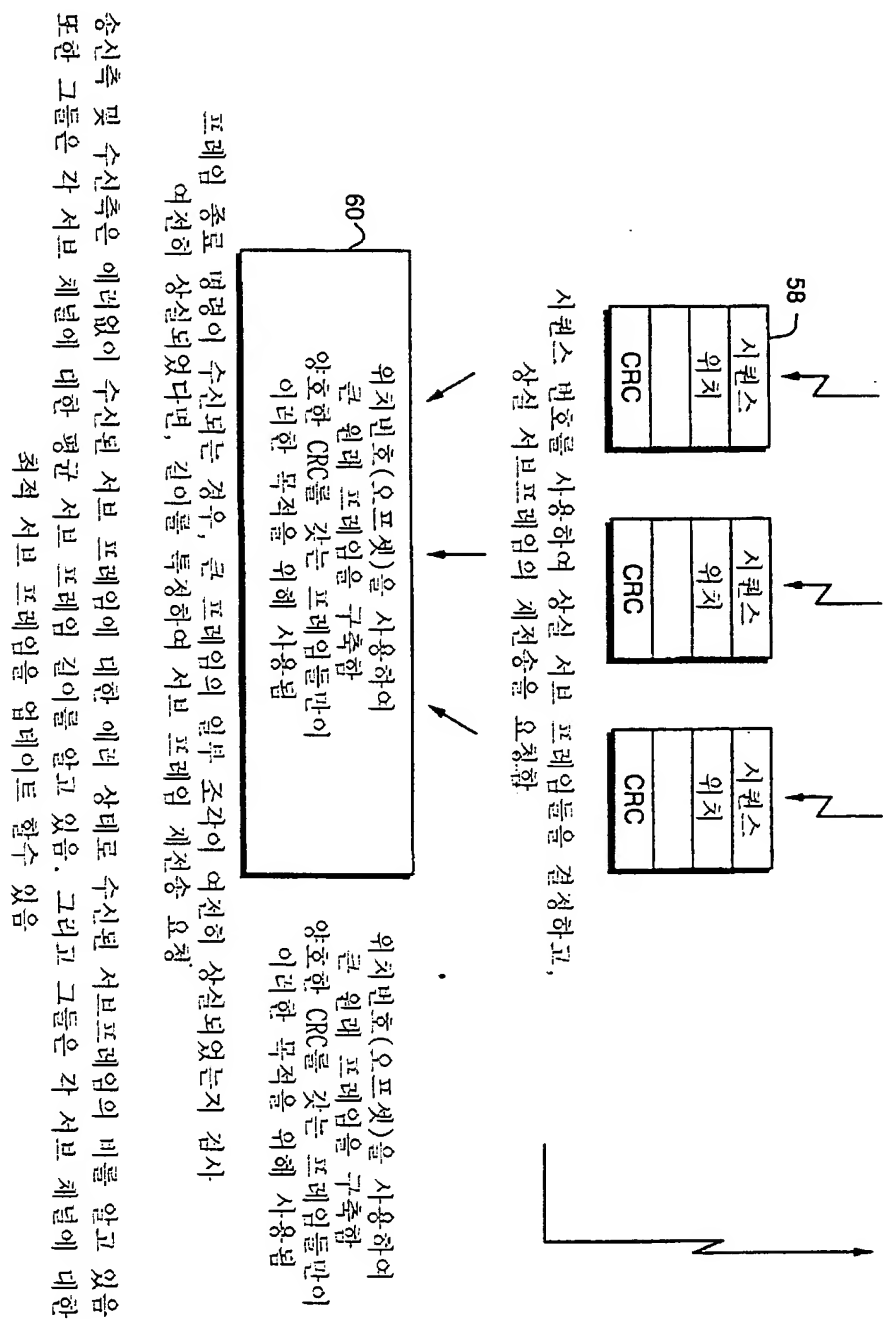 58
시퀀스
위치
CRC
시퀀스
위치
CRC
시퀀스
위치
CRC
시퀀스 번호를 사용하여 상실 서브 프레임들을 결정하고,
상실 서브프레임의 재전송을 요청함
60
위치번호(오프셋)을 사용하여
큰 원래 프레임을 구축함
양호한 CRC를 갖는 프레임들만이
이러한 목적을 위해 사용됨
위치번호(오프셋)을 사용하여
큰 원래 프레임을 구축함
양호한 CRC를 갖는 프레임들만이
이러한 목적을 위해 사용됨
프레임 종료 명령이 수신되는 경우, 큰 프레임의 일부 조각이 여전히 상실되었는지 검사
여전히 상실되었다면, 길이를 특정하여 서브 프레임 재전송 요청
송신측 및 수신측은 에러없이 수신된 서브 프레임에 대한 에러 상태로 수신된 서브프레임의 비를 알고 있음
또한 그들은 각 서브 채널에 대한 평균 서브 프레임 길이를 알고 있음. 그리고 그들은 각 서브 채널에 대한
최적 서브 프레임을 업데이트 할수 있음